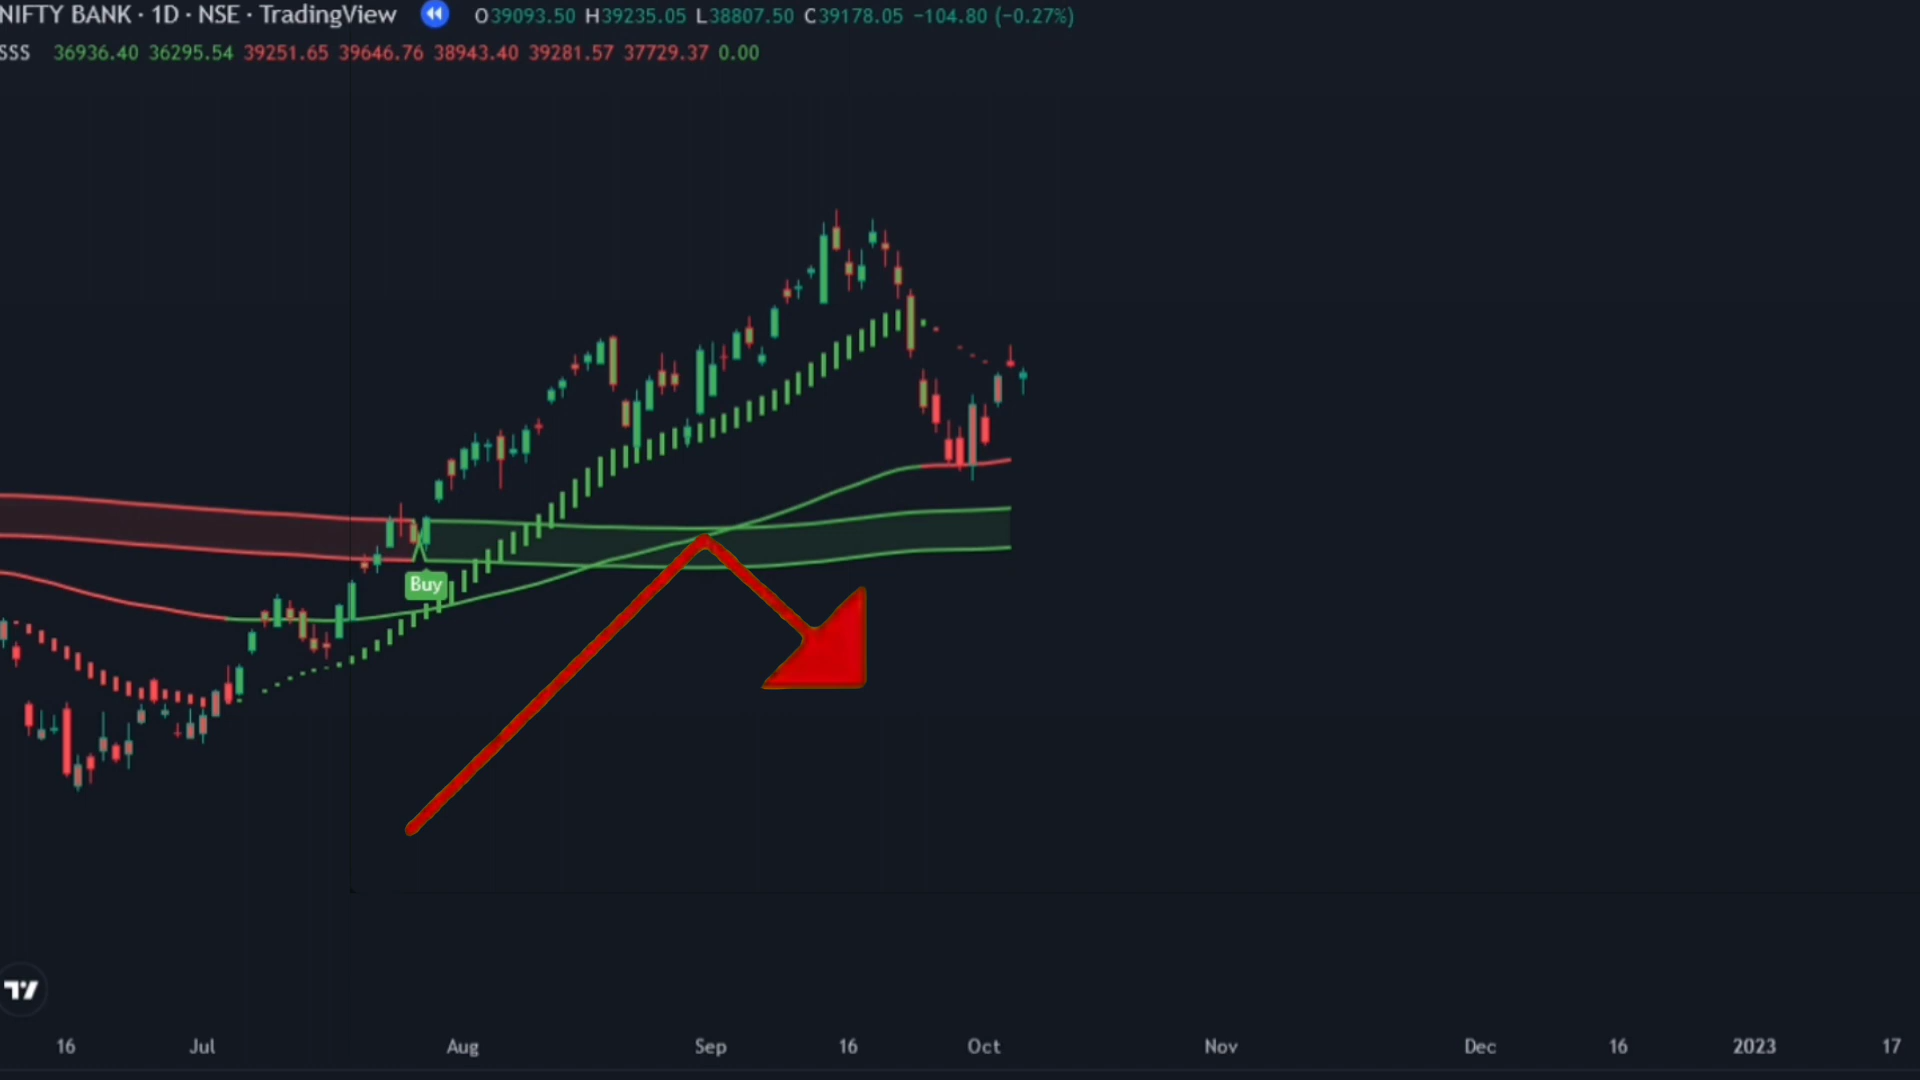 NIFTY BANK · 1D · NSE · TradingView O39093.50 H39235.05 L38807.50 C39178.05 −104.80 (−0.27%)
SSS 36936.40 36295.54 39251.65 39646.76 38943.40 39281.57 37729.37 0.00
Buy
16 Jul Aug Sep 16 Oct Nov Dec 16 2023 17